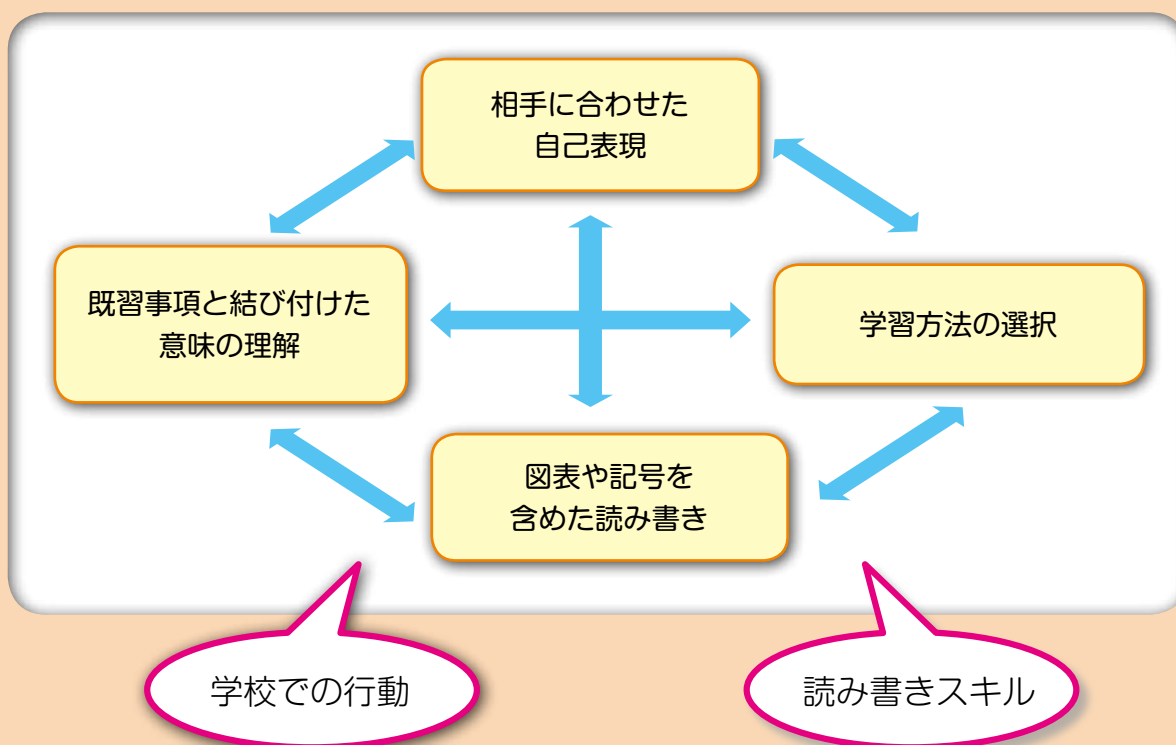 相手に合わせた
自己表現
既習事項と結び付けた
意味の理解
学習方法の選択
図表や記号を
含めた読み書き
学校での行動
読み書きスキル